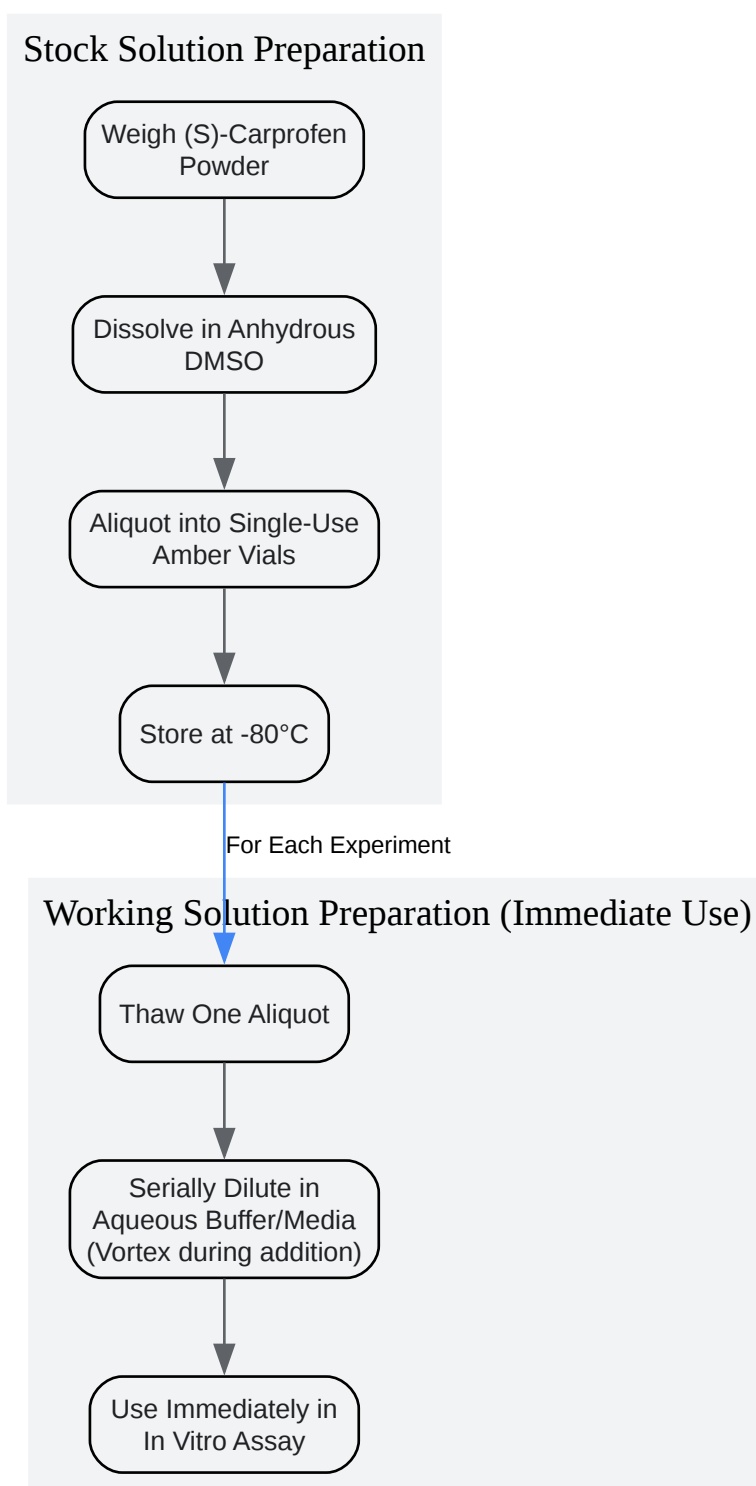 Stock Solution Preparation
Weigh (S)-Carprofen
Powder
Dissolve in Anhydrous
DMSO
Aliquot into Single-Use
Amber Vials
Store at -80°C
For Each Experiment
Working Solution Preparation (Immediate Use)
Thaw One Aliquot
Serially Dilute in
Aqueous Buffer/Media
(Vortex during addition)
Use Immediately in
In Vitro Assay